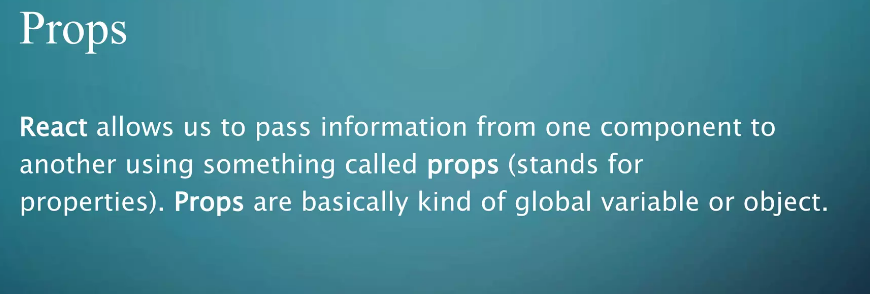 Props
React allows us to pass information from one component to
another using something called props (stands for
properties). Props are basically kind of global variable or object.